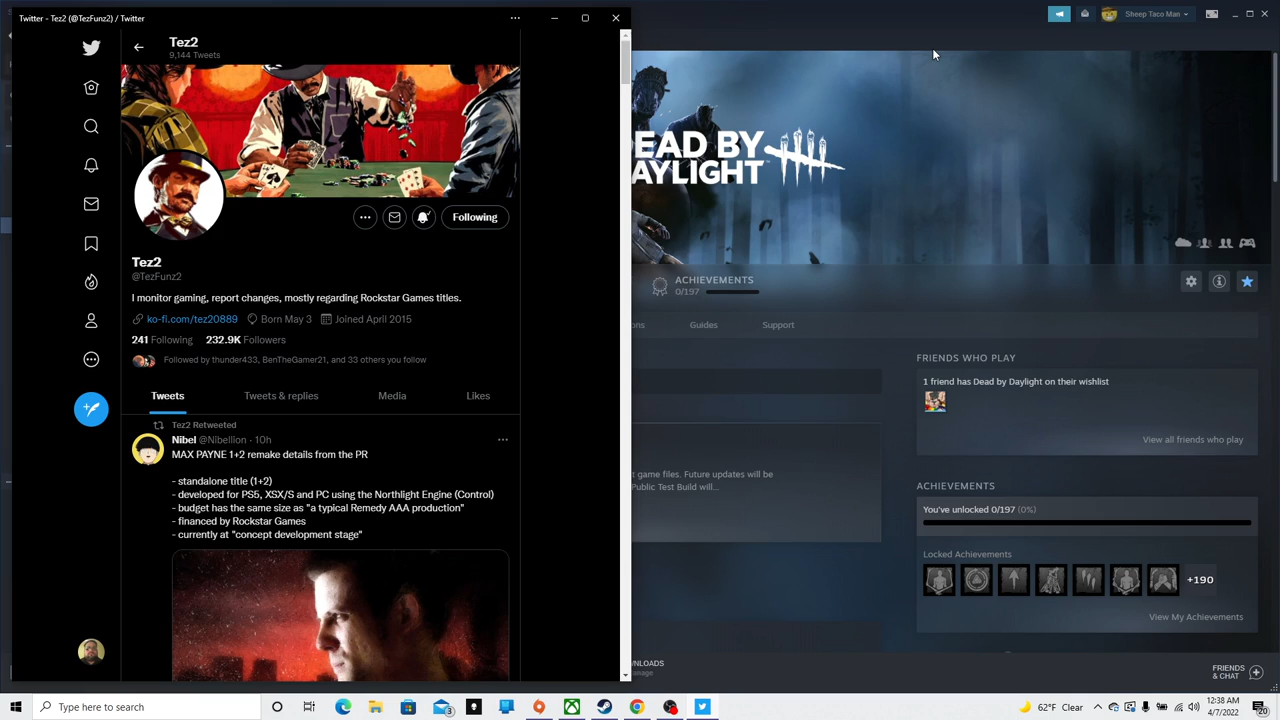 Twitter - Tez2 (@TezFunz2) / Twitter
Tez2
9,144 Tweets
Following
Tez2
@TezFunz2
I monitor gaming, report changes, mostly regarding Rockstar Games titles.
ko-fi.com/tez20889 Born May 3 Joined April 2015
241 Following 232.9K Followers
Followed by thunder433, BenTheGamer21, and 33 others you follow
Tweets Tweets & replies Media Likes
Tez2 Retweeted
Nibel @Nibellion · 10h
MAX PAYNE 1+2 remake details from the PR
- standalone title (1+2)
- developed for PS5, XSX/S and PC using the Northlight Engine (Control)
- budget has the same size as "a typical Remedy AAA production"
- financed by Rockstar Games
- currently at "concept development stage"
Sheep Taco Man
EAD BY
AYLIGHT
ACHIEVEMENTS
0/197
ons Guides Support
FRIENDS WHO PLAY
1 friend has Dead by Daylight on their wishlist
View all friends who play
t game files. Future updates will be
Public Test Build will...
ACHIEVEMENTS
You've unlocked 0/197 (0%)
Locked Achievements
+190
View My Achievements
WNLOADS
anage
FRIENDS
& CHAT
Type here to search
3
62°F Clear
12:38 AM
4/7/2022
20